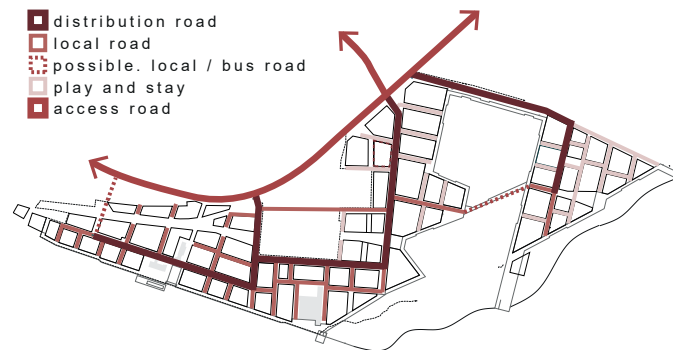 distribution road
local road
possible. local / bus road
play and stay
access road